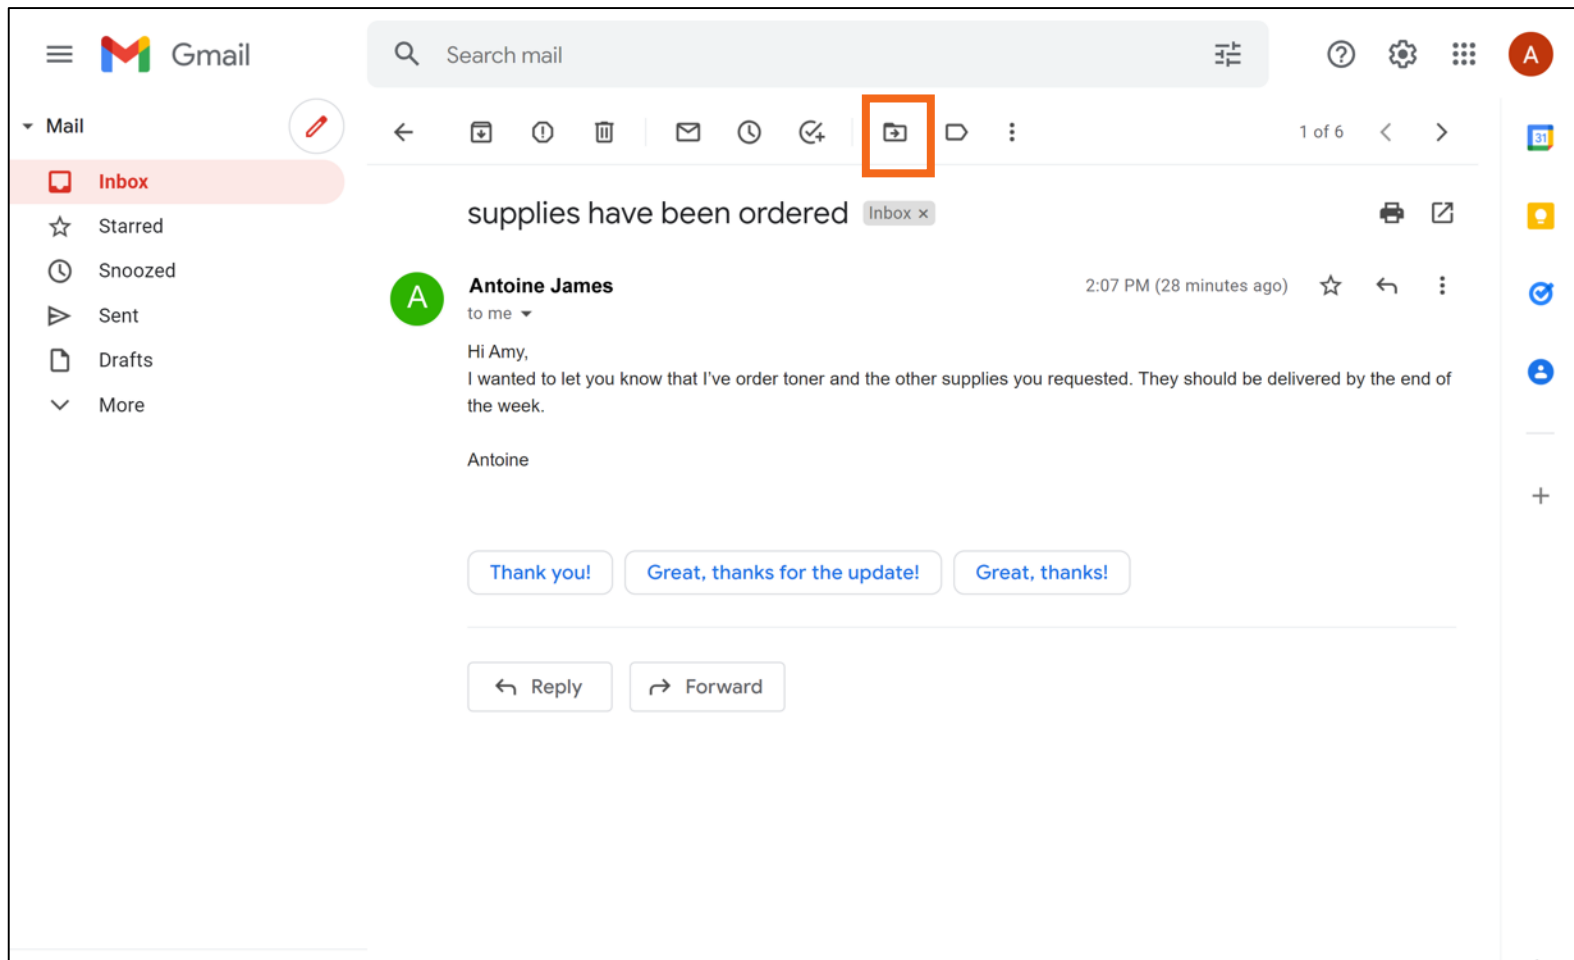 Gmail
Search mail
A
Mail
1 of 6
31
Inbox
Starred
Snoozed
Sent
Drafts
More
supplies have been ordered Inbox ×
A
Antoine James 2:07 PM (28 minutes ago)
to me
Hi Amy,
I wanted to let you know that I've order toner and the other supplies you requested. They should be delivered by the end of
the week.
Antoine
Thank you! Great, thanks for the update! Great, thanks!
Reply Forward